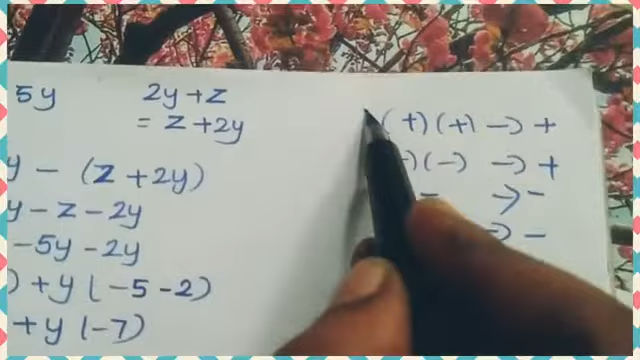 5y
2y + z
= z + 2y
y - (z + 2y)
y - z - 2y
- 5y - 2y
) + y (-5 - 2)
+ y (-7)
(+) (+) → +
) (-) → +
- → -
→ -